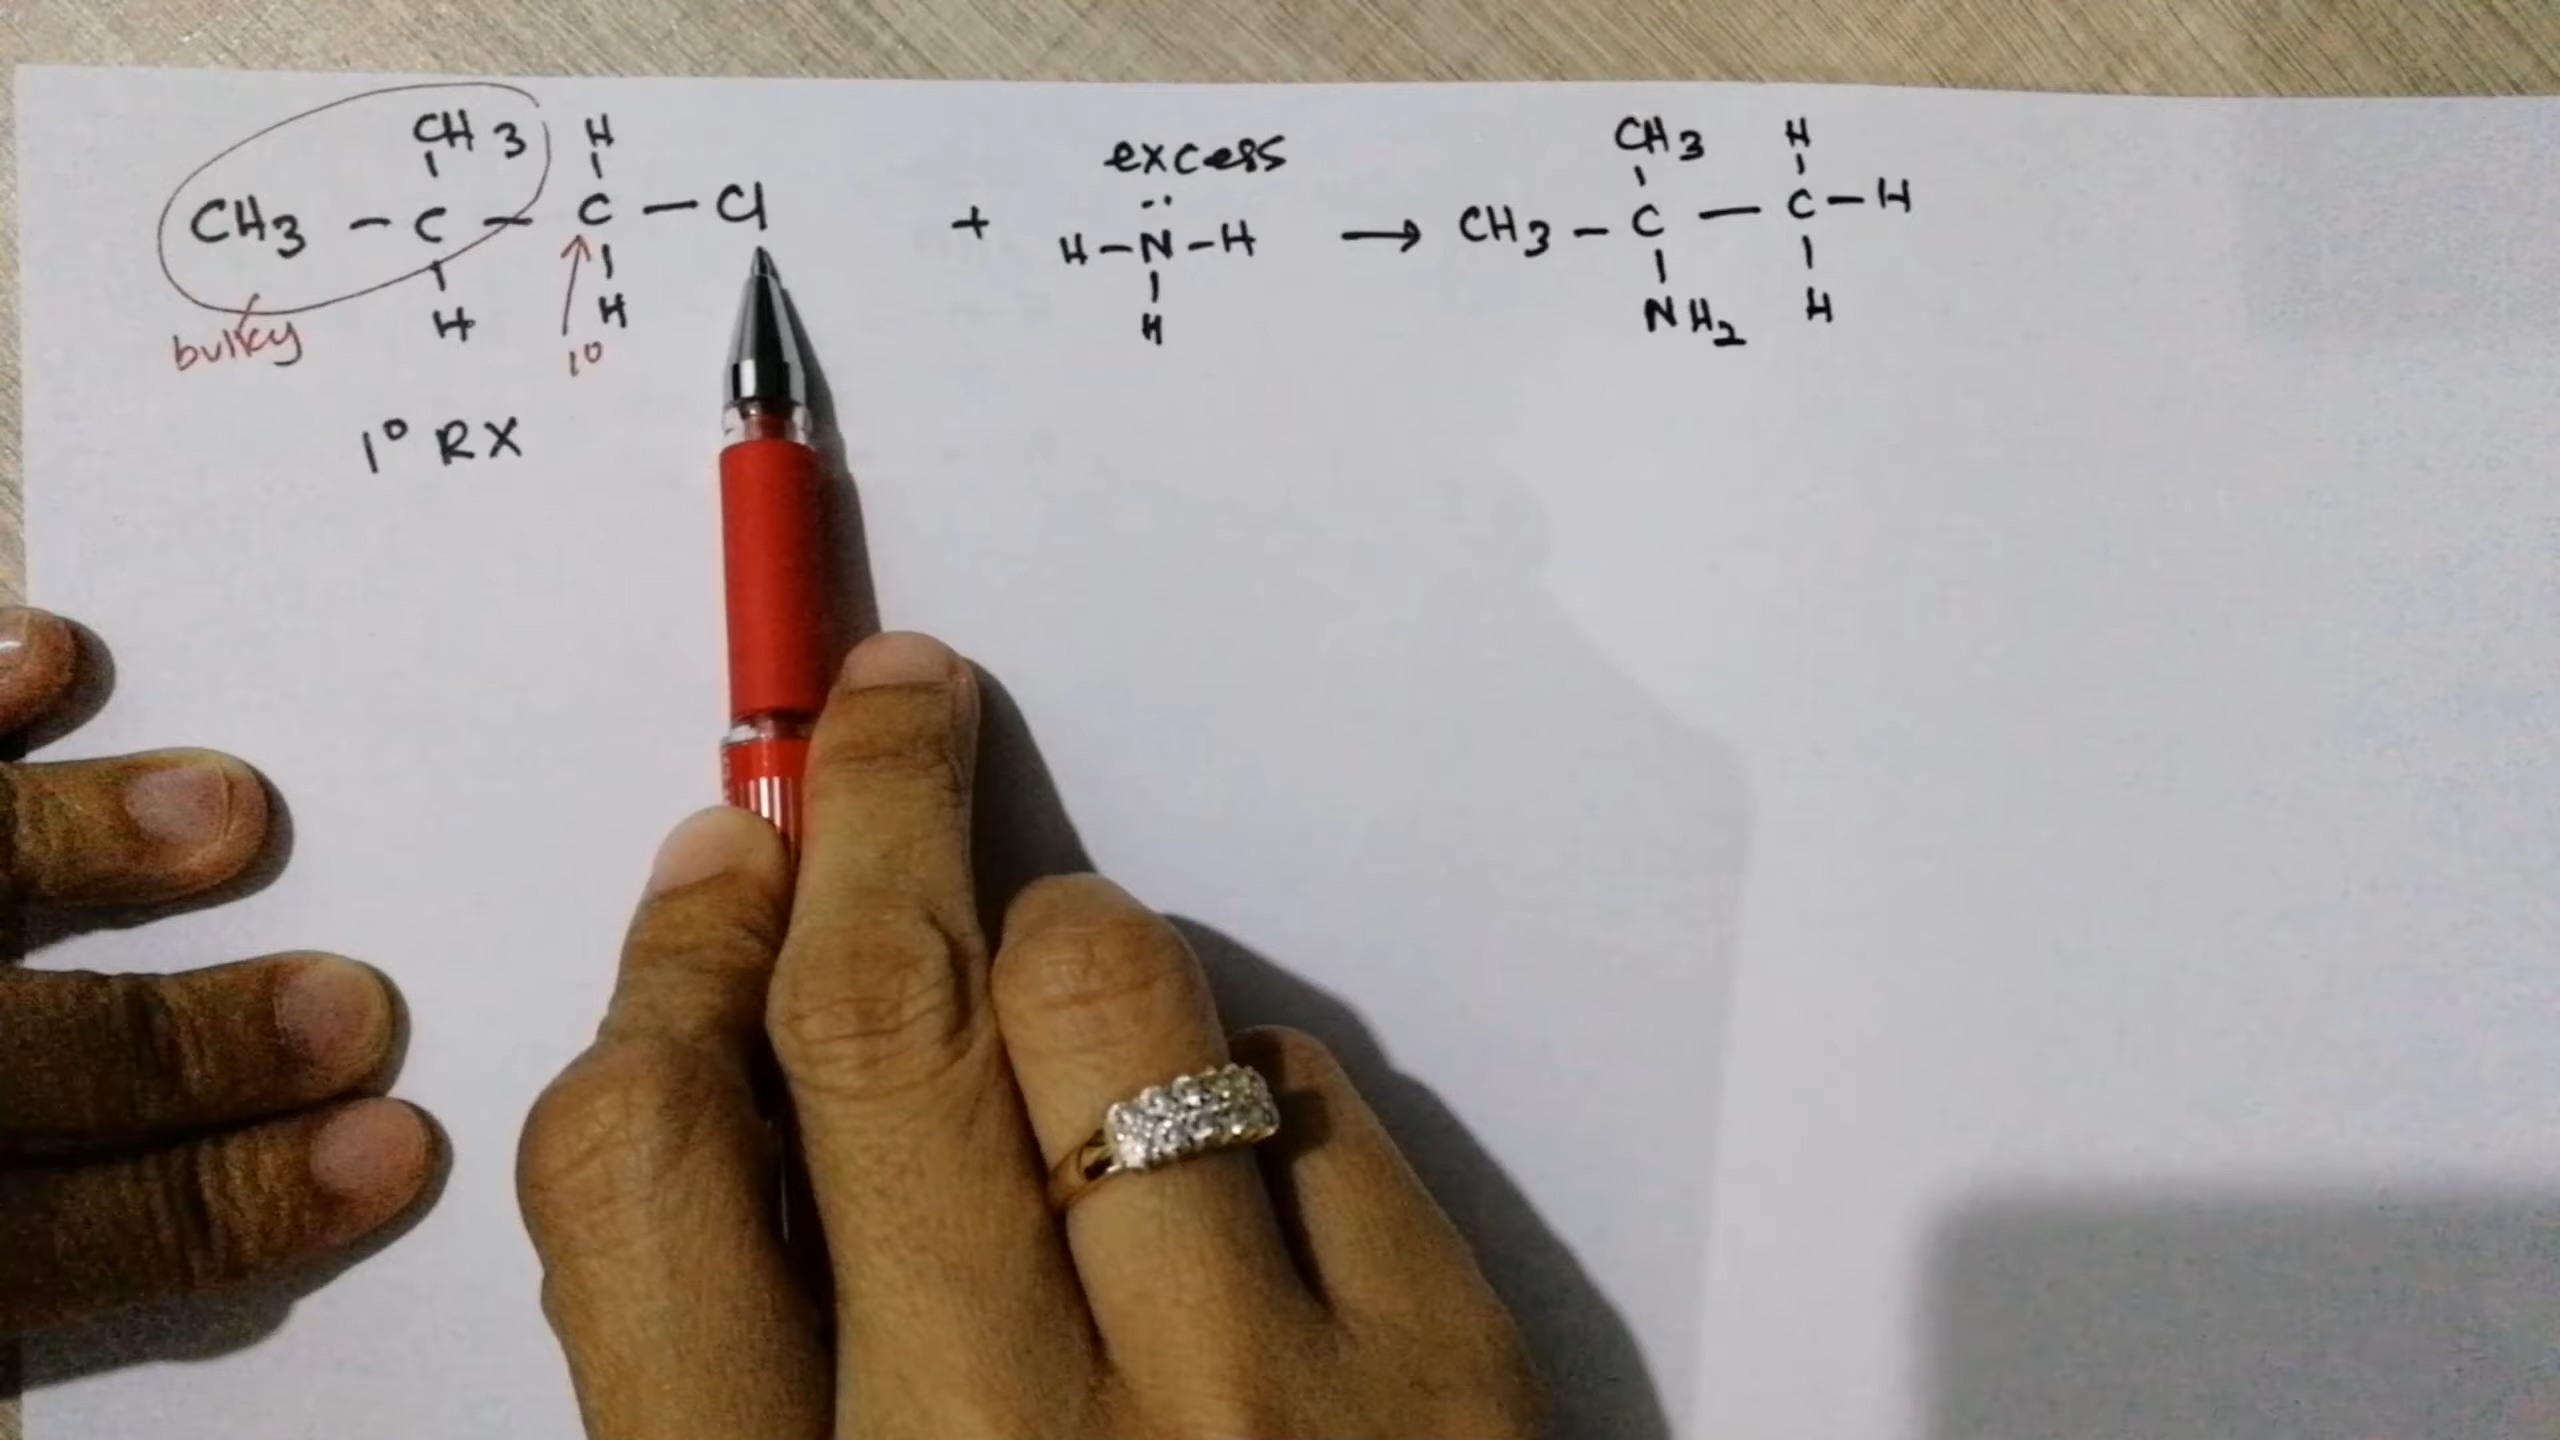 CH3 H excess CH3 H
CH3 - C - C - Cl + H - N̈ - H → CH3 - C - C - H
H H H NH2 H
bulky 1°
1° RX